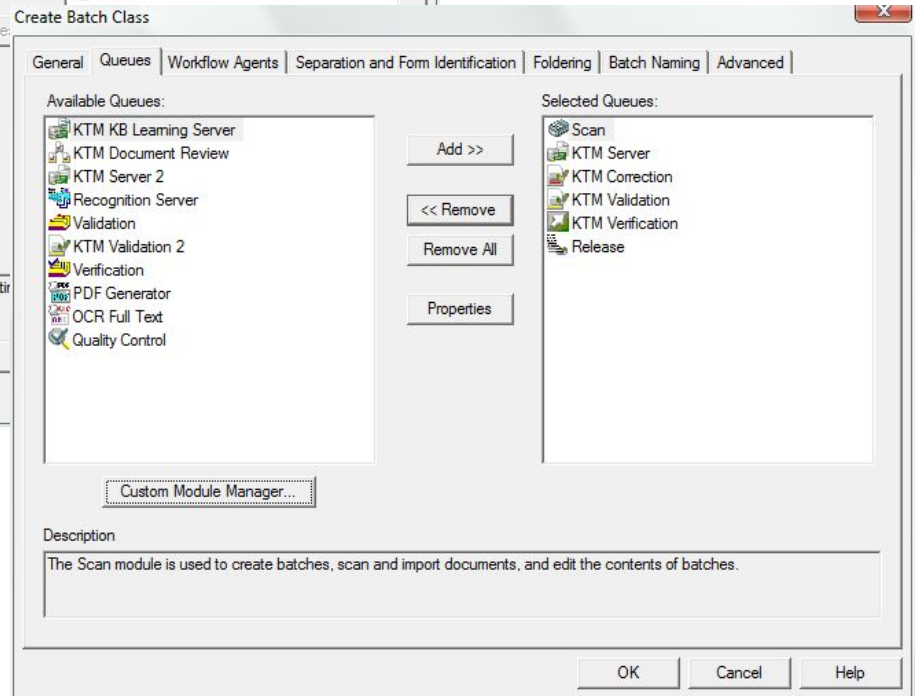 Create Batch Class
General Queues Workflow Agents Separation and Form Identification Foldering Batch Naming Advanced
Available Queues:
KTM KB Learning Server
KTM Document Review
KTM Server 2
Recognition Server
Validation
KTM Validation 2
Verification
PDF Generator
OCR Full Text
Quality Control
Add >>
<< Remove
Remove All
Properties
Selected Queues:
Scan
KTM Server
KTM Correction
KTM Validation
KTM Verification
Release
Custom Module Manager...
Description
The Scan module is used to create batches, scan and import documents, and edit the contents of batches.
OK Cancel Help